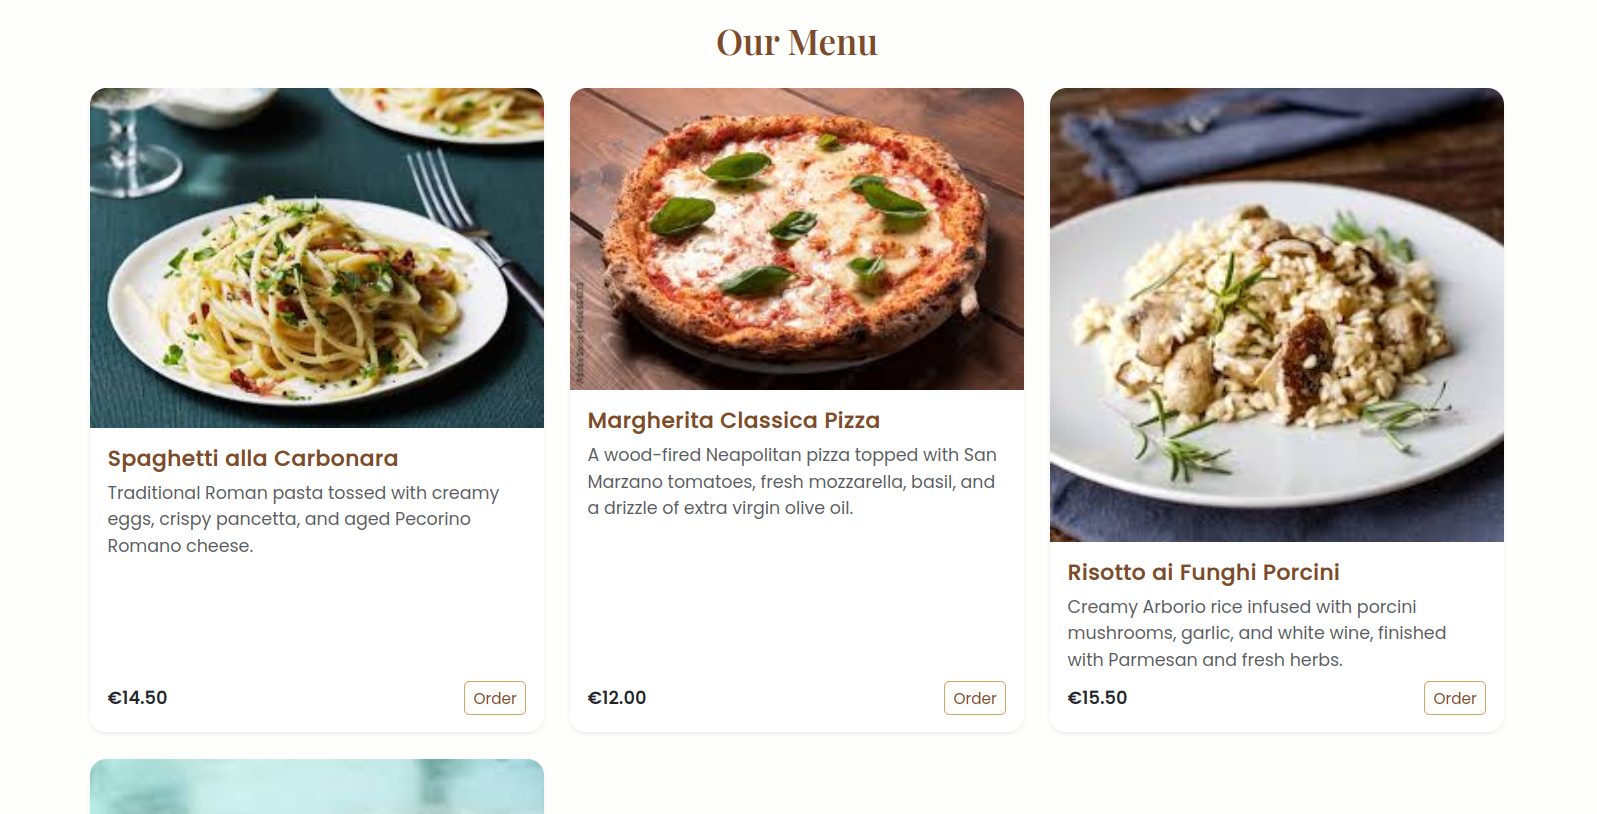 Our Menu
Spaghetti alla Carbonara
Traditional Roman pasta tossed with creamy
eggs, crispy pancetta, and aged Pecorino
Romano cheese.
€14.50
Order
Margherita Classica Pizza
A wood-fired Neapolitan pizza topped with San
Marzano tomatoes, fresh mozzarella, basil, and
a drizzle of extra virgin olive oil.
€12.00
Order
Risotto ai Funghi Porcini
Creamy Arborio rice infused with porcini
mushrooms, garlic, and white wine, finished
with Parmesan and fresh herbs.
€15.50
Order